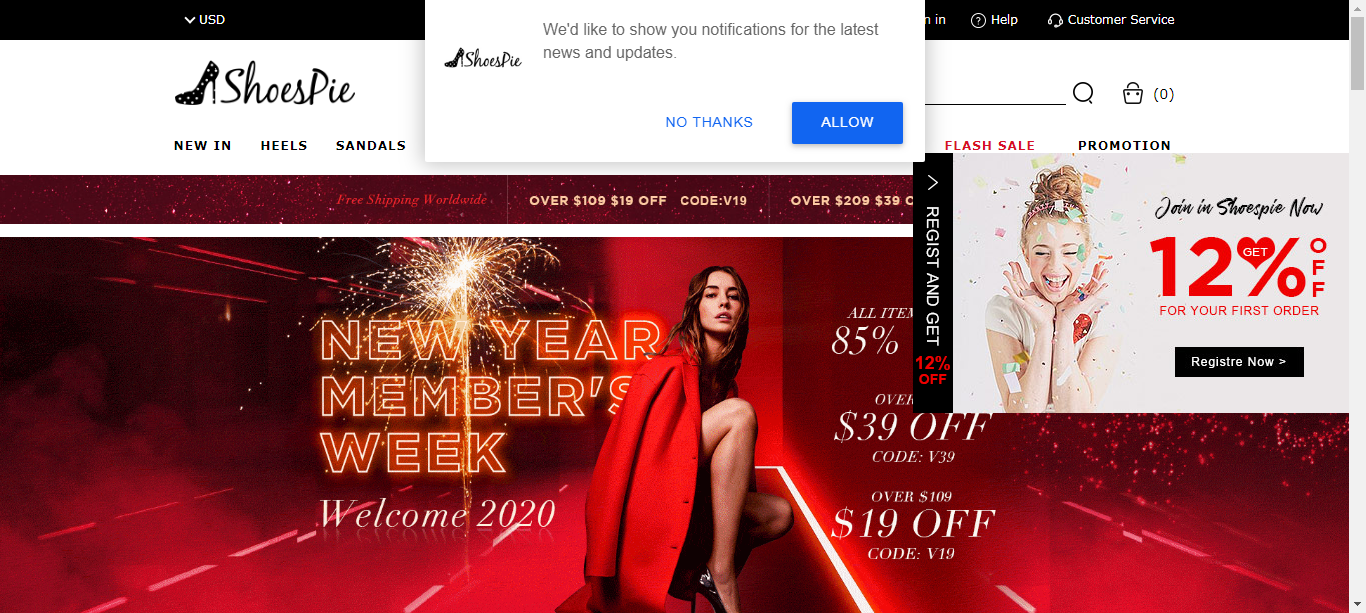 USD
We'd like to show you notifications for the latest
news and updates.
ShoesPie
NO THANKS
ALLOW
in
Help
Customer Service
ShoesPie
(0)
NEW IN
HEELS
SANDALS
FLASH SALE
PROMOTION
Free Shipping Worldwide
OVER $109 $19 OFF CODE:V19
OVER $209 $39
REGIST AND GET
12%
OFF
Join in Shoespie Now
12% OFF
GET
FOR YOUR FIRST ORDER
Registre Now >
NEW YEAR
MEMBER'S
WEEK
Welcome 2020
ALL
85%
$39 OFF
CODE: V39
OVER $109
$19 OFF
CODE: V19